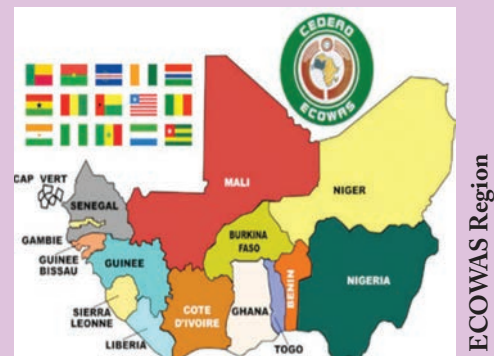 CEDEAO
ECOWAS
MALI
NIGER
CAP VERT
SENEGAL
GAMBIE
GUINEE
BISSAU
GUINEE
BURKINA
FASO
SIERRA
LEONNE
LIBERIA
COTE
D'IVOIRE
GHANA
TOGO
BENIN
NIGERIA
ECOWAS Region